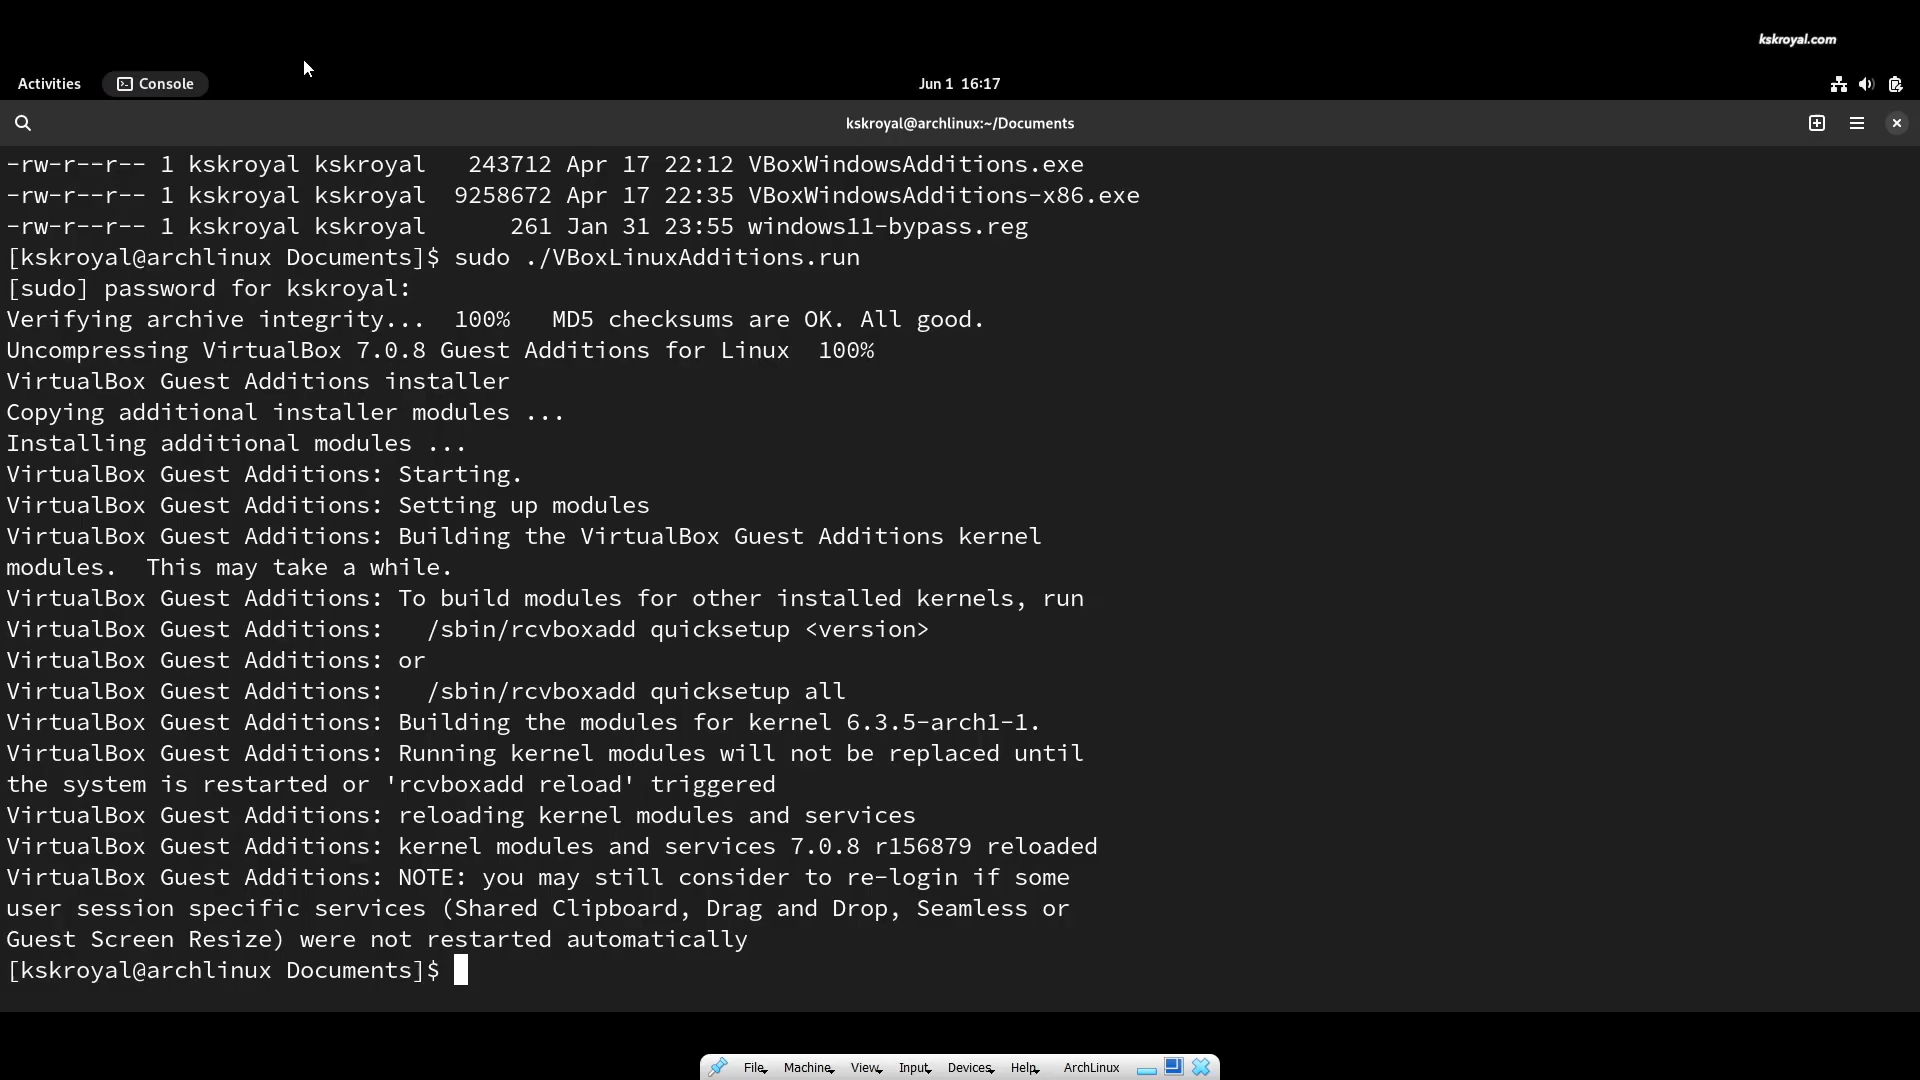 kskroyal.com
Activities Console Jun 1 16:17
kskroyal@archlinux:~/Documents
-rw-r--r-- 1 kskroyal kskroyal   243712 Apr 17 22:12 VBoxWindowsAdditions.exe
-rw-r--r-- 1 kskroyal kskroyal  9258672 Apr 17 22:35 VBoxWindowsAdditions-x86.exe
-rw-r--r-- 1 kskroyal kskroyal      261 Jan 31 23:55 windows11-bypass.reg
[kskroyal@archlinux Documents]$ sudo ./VBoxLinuxAdditions.run
[sudo] password for kskroyal:
Verifying archive integrity...  100%   MD5 checksums are OK. All good.
Uncompressing VirtualBox 7.0.8 Guest Additions for Linux  100%
VirtualBox Guest Additions installer
Copying additional installer modules ...
Installing additional modules ...
VirtualBox Guest Additions: Starting.
VirtualBox Guest Additions: Setting up modules
VirtualBox Guest Additions: Building the VirtualBox Guest Additions kernel
modules.  This may take a while.
VirtualBox Guest Additions: To build modules for other installed kernels, run
VirtualBox Guest Additions:   /sbin/rcvboxadd quicksetup <version>
VirtualBox Guest Additions: or
VirtualBox Guest Additions:   /sbin/rcvboxadd quicksetup all
VirtualBox Guest Additions: Building the modules for kernel 6.3.5-arch1-1.
VirtualBox Guest Additions: Running kernel modules will not be replaced until
the system is restarted or 'rcvboxadd reload' triggered
VirtualBox Guest Additions: reloading kernel modules and services
VirtualBox Guest Additions: kernel modules and services 7.0.8 r156879 reloaded
VirtualBox Guest Additions: NOTE: you may still consider to re-login if some
user session specific services (Shared Clipboard, Drag and Drop, Seamless or
Guest Screen Resize) were not restarted automatically
[kskroyal@archlinux Documents]$
File Machine View Input Devices Help ArchLinux